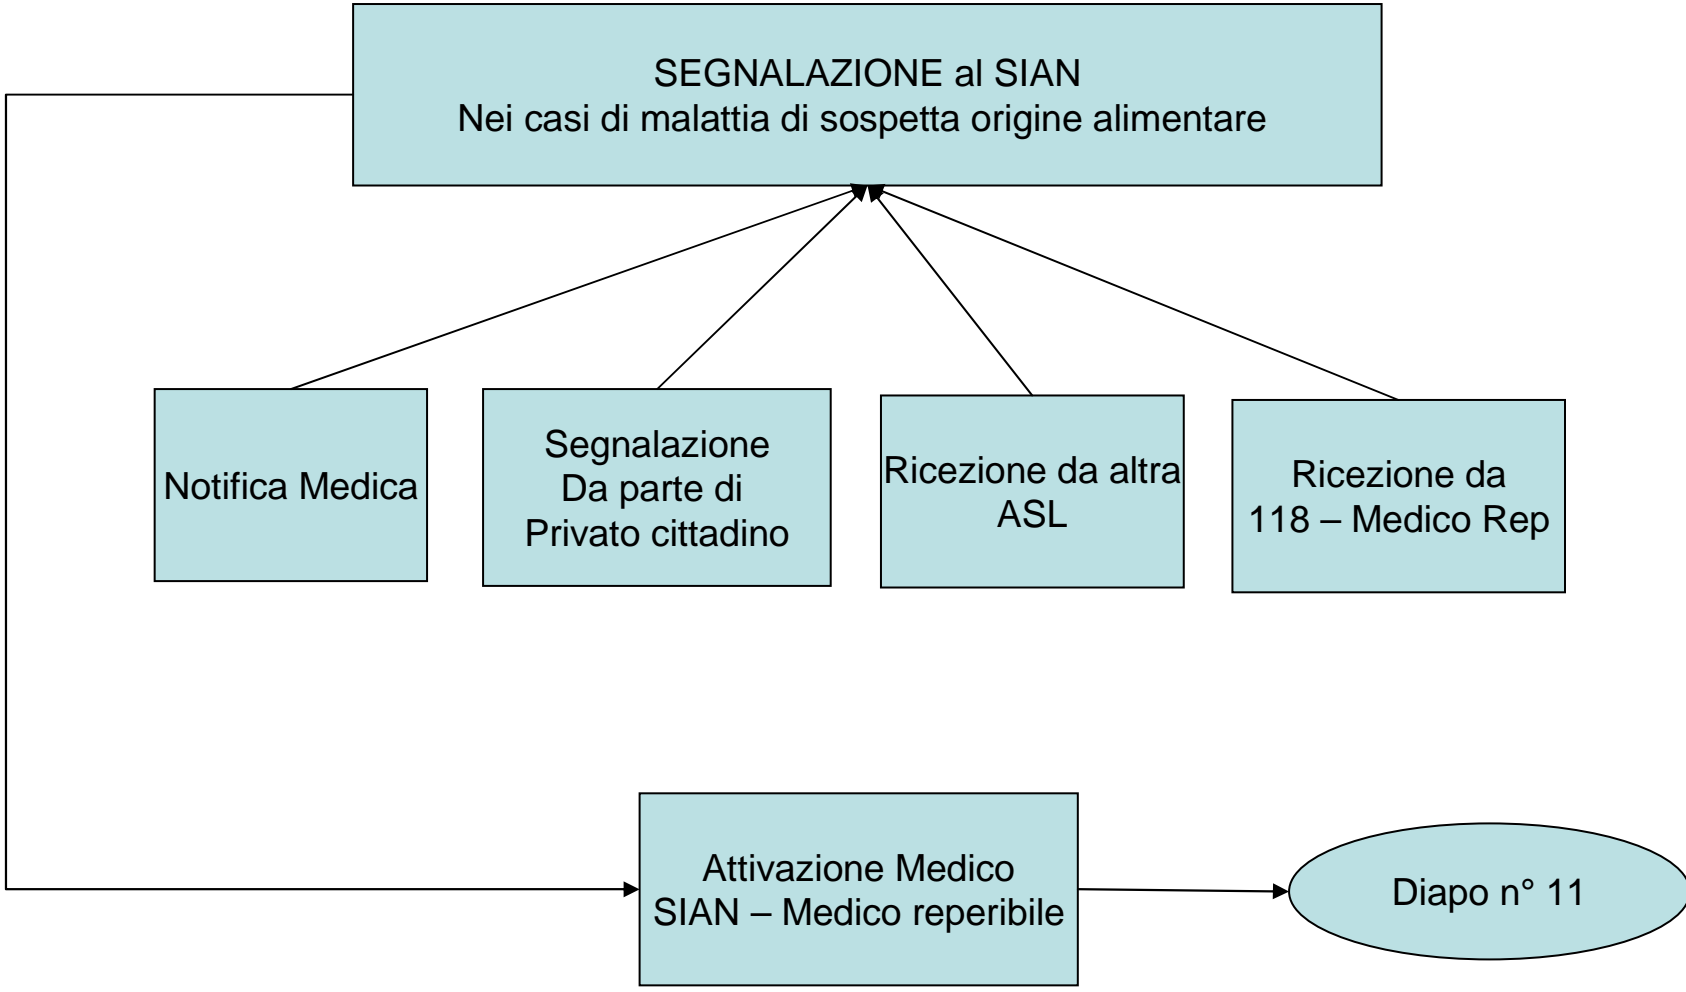 SEGNALAZIONE al SIAN
Nei casi di malattia di sospetta origine alimentare
Notifica Medica
Segnalazione
Da parte di
Privato cittadino
Ricezione da altra
ASL
Ricezione da
118 – Medico Rep
Attivazione Medico
SIAN – Medico reperibile
Diapo n° 11